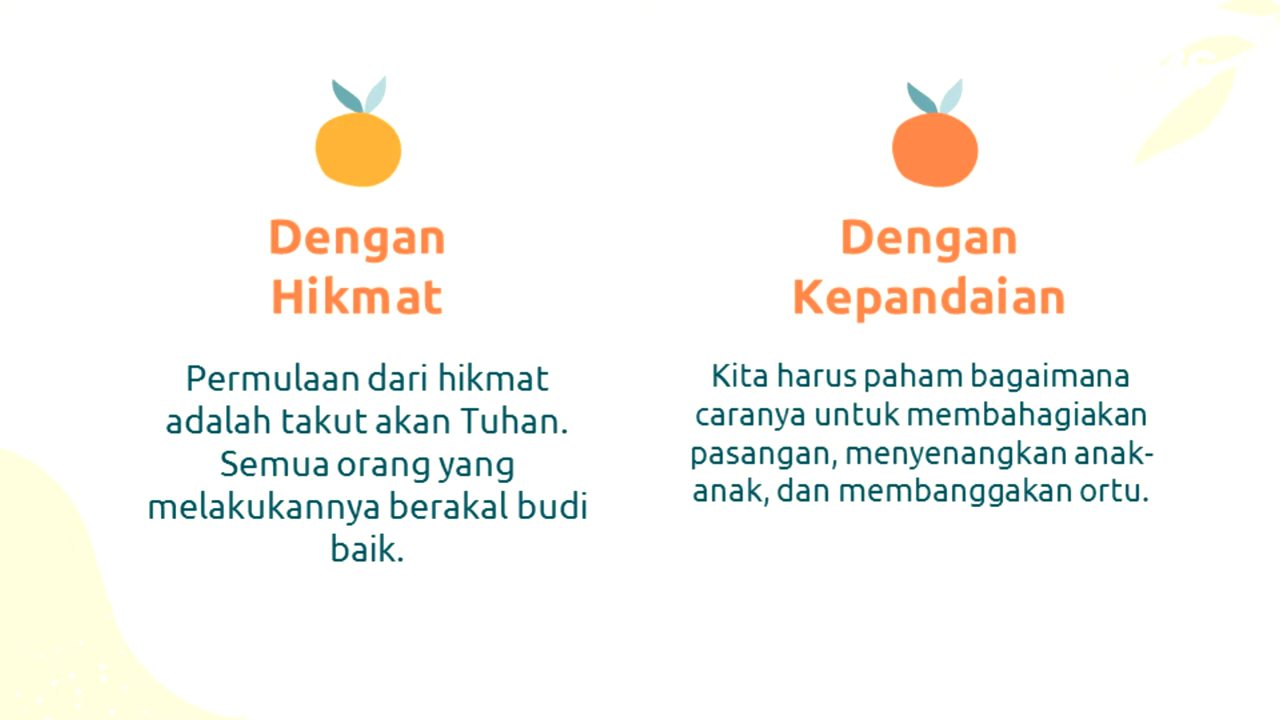 Dengan
Hikmat
Permulaan dari hikmat
adalah takut akan Tuhan.
Semua orang yang
melakukannya berakal budi
baik.
Dengan
Kepandaian
Kita harus paham bagaimana
caranya untuk membahagiakan
pasangan, menyenangkan anak-
anak, dan membanggakan ortu.